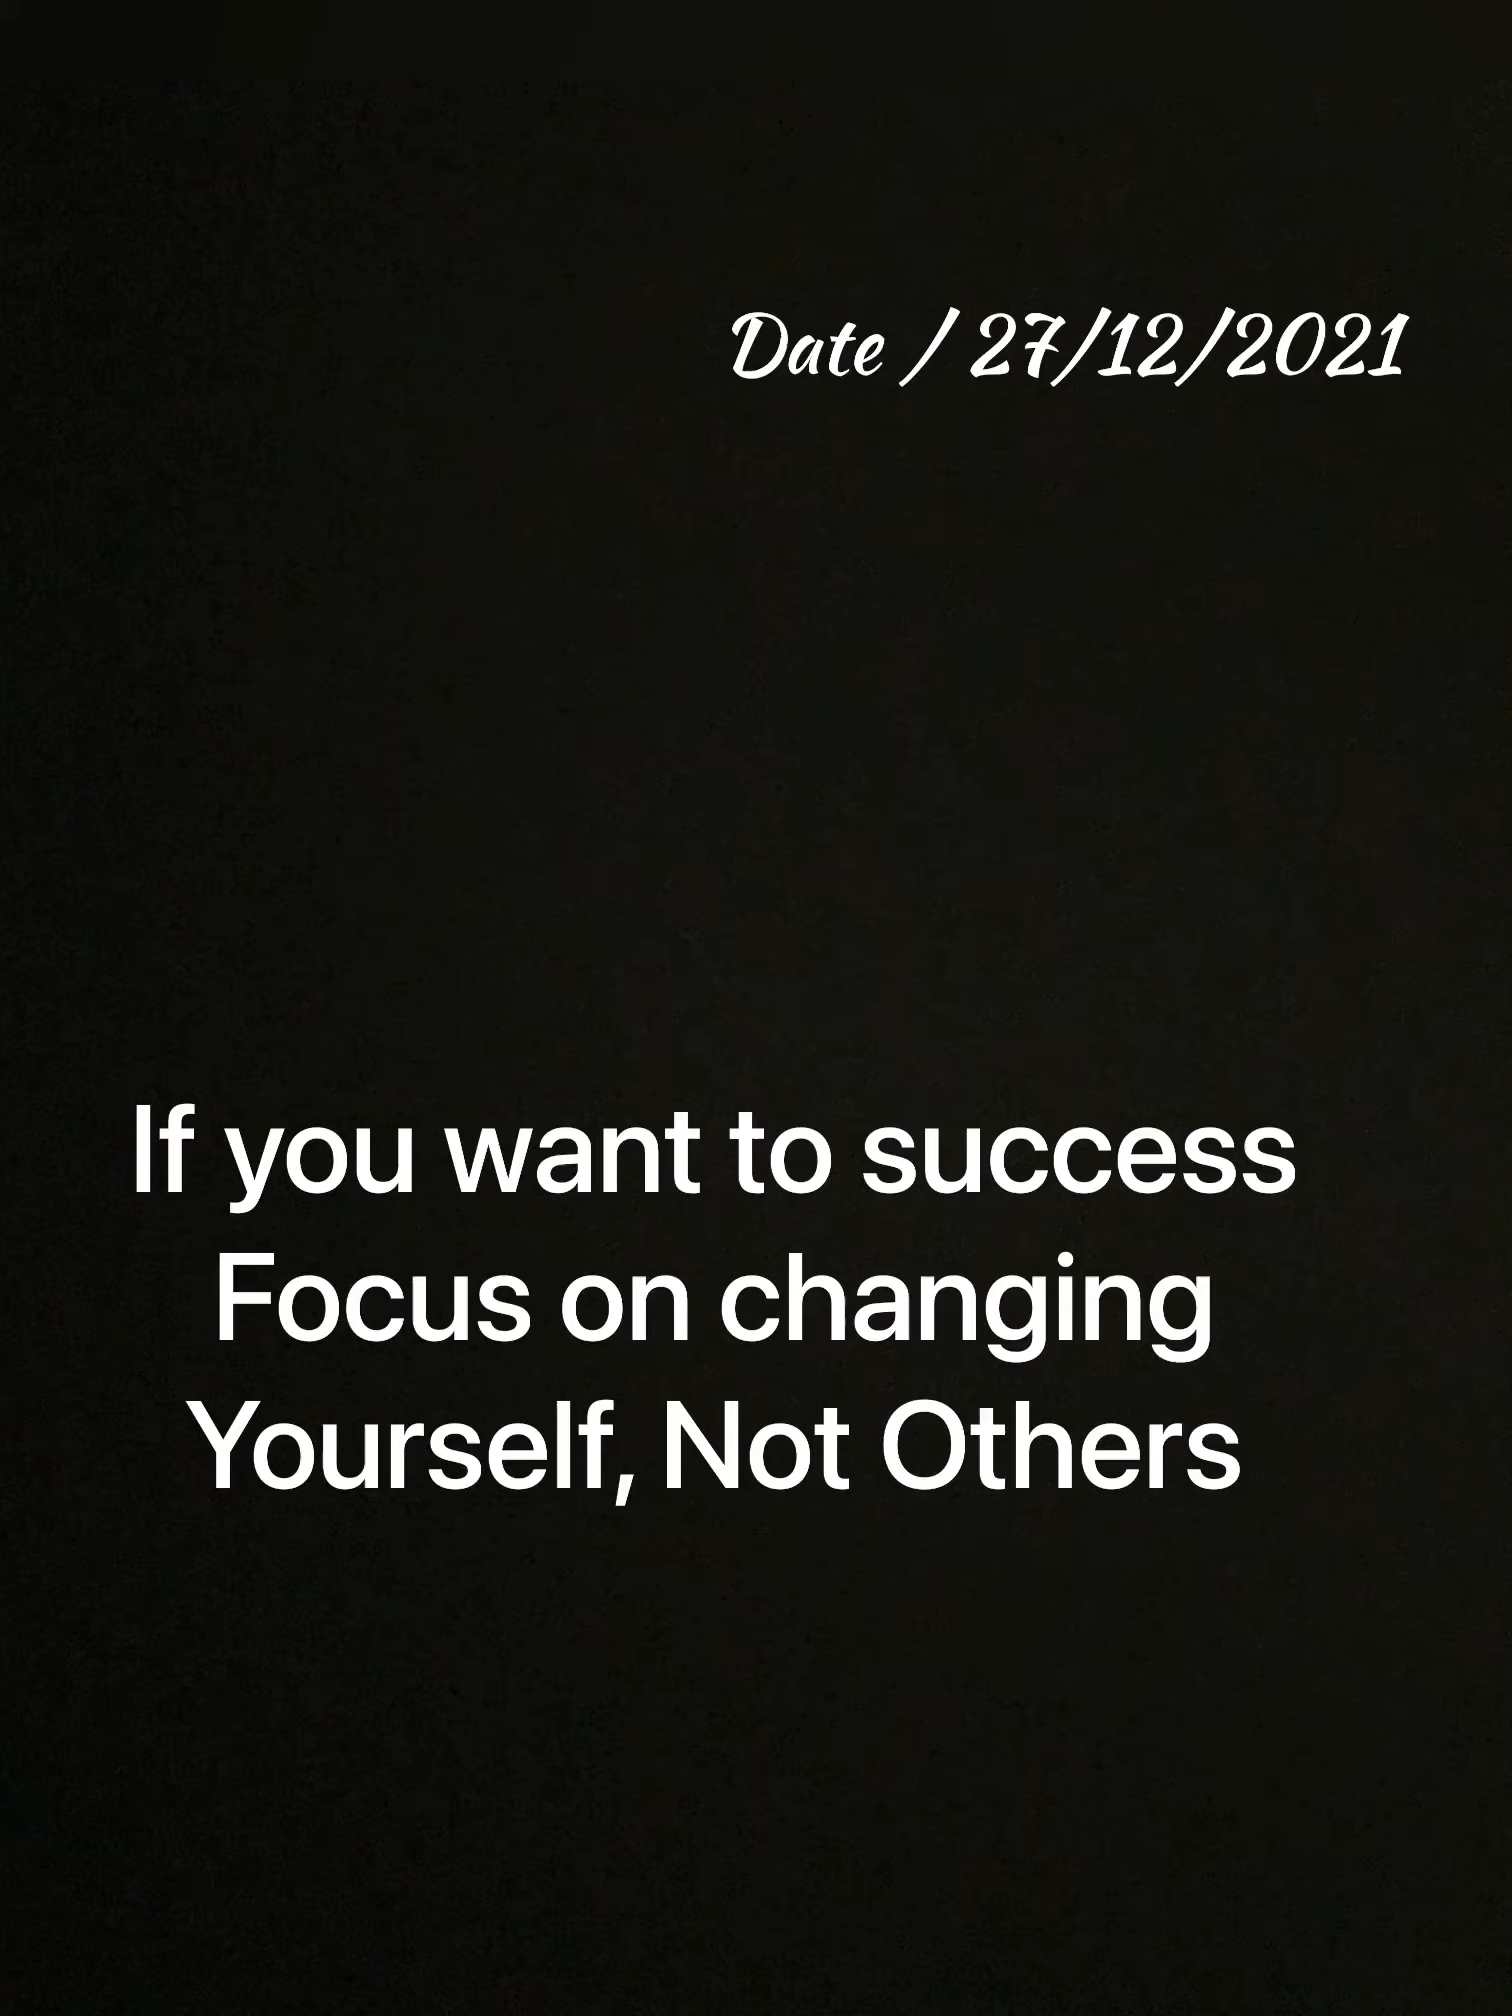 Date / 27/12/2021
If you want to success
Focus on changing
Yourself, Not Others